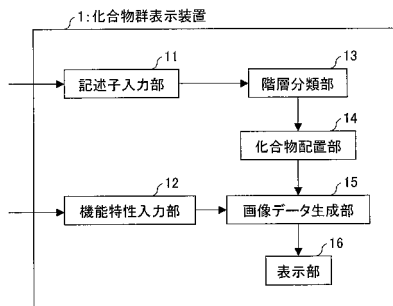 1:化合物群表示装置
11
記述子入力部
13
階層分類部
14
化合物配置部
12
機能特性入力部
15
画像データ生成部
16
表示部